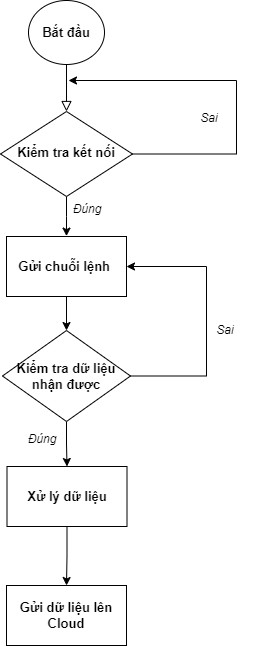 Bắt đầu
Sai
Kiểm tra kết nối
Đúng
Gửi chuỗi lệnh
Sai
Kiểm tra dữ liệu
nhận được
Đúng
Xử lý dữ liệu
Gửi dữ liệu lên
Cloud